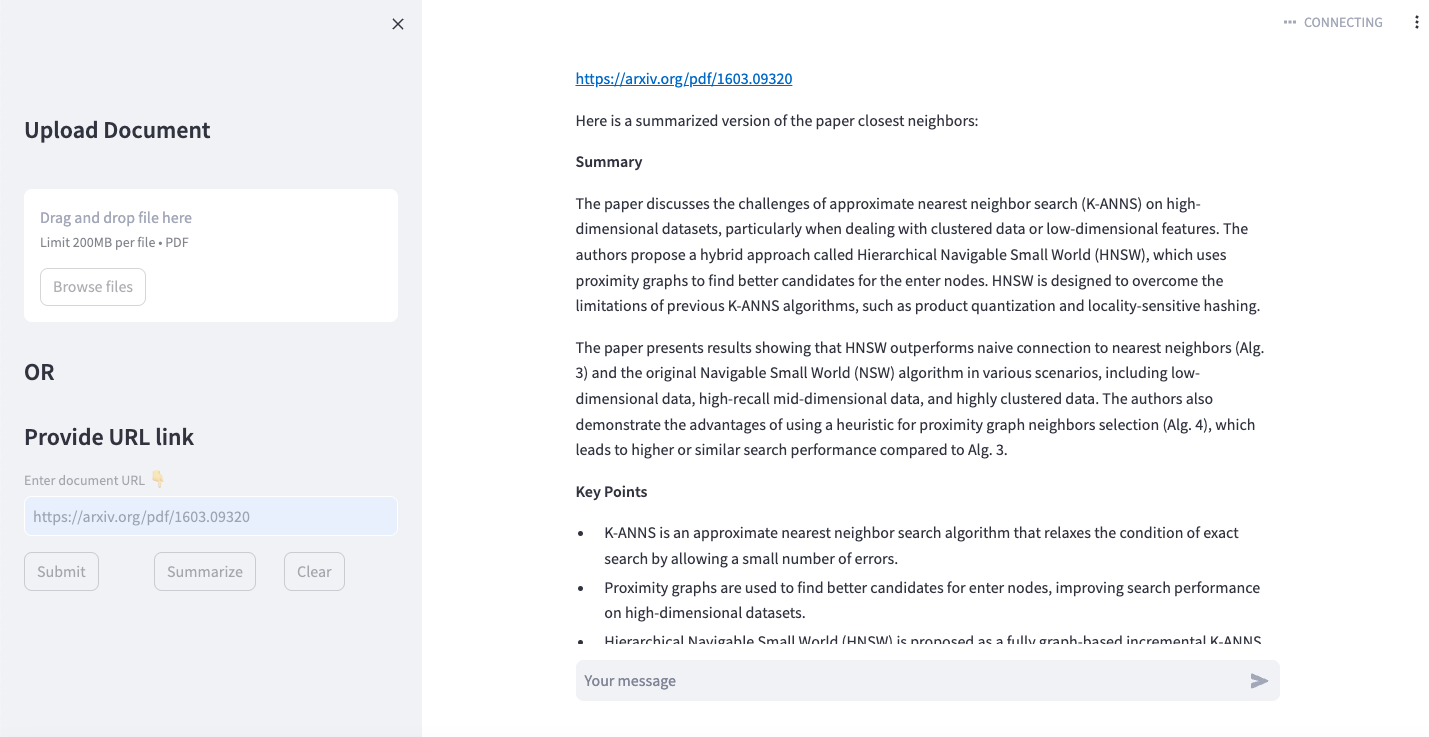 Upload Document
Drag and drop file here
Limit 200MB per file • PDF
Browse files
OR
Provide URL link
Enter document URL 👇
https://arxiv.org/pdf/1603.09320
Submit
Summarize
Clear
CONNECTING
https://arxiv.org/pdf/1603.09320
Here is a summarized version of the paper closest neighbors:
Summary
The paper discusses the challenges of approximate nearest neighbor search (K-ANNS) on high-
dimensional datasets, particularly when dealing with clustered data or low-dimensional features. The
authors propose a hybrid approach called Hierarchical Navigable Small World (HNSW), which uses
proximity graphs to find better candidates for the enter nodes. HNSW is designed to overcome the
limitations of previous K-ANNS algorithms, such as product quantization and locality-sensitive hashing.
The paper presents results showing that HNSW outperforms naive connection to nearest neighbors (Alg.
3) and the original Navigable Small World (NSW) algorithm in various scenarios, including low-
dimensional data, high-recall mid-dimensional data, and highly clustered data. The authors also
demonstrate the advantages of using a heuristic for proximity graph neighbors selection (Alg. 4), which
leads to higher or similar search performance compared to Alg. 3.
Key Points
• K-ANNS is an approximate nearest neighbor search algorithm that relaxes the condition of exact
search by allowing a small number of errors.
• Proximity graphs are used to find better candidates for enter nodes, improving search performance
on high-dimensional datasets.
• Hierarchical Navigable Small World (HNSW) is proposed as a fully graph-based incremental K-ANNS
Your message